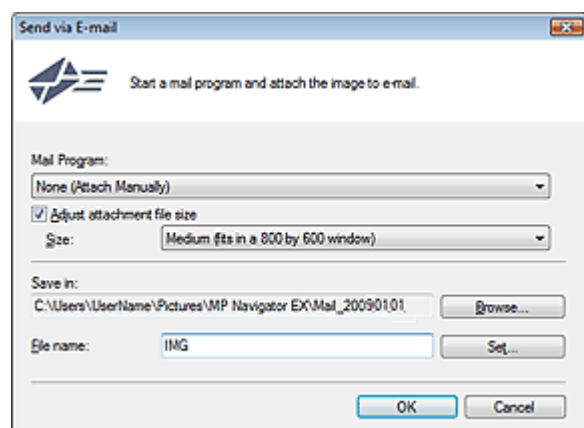 Send via E-mail
Start a mail program and attach the image to e-mail.
Mail Program:
None (Attach Manually)
Adjust attachment file size
Size: Medium (fits in a 800 by 600 window)
Save in:
C:\Users\UserName\Pictures\MP Navigator EX\Mail_20090101 Browse...
File name: IMG Set...
OK Cancel